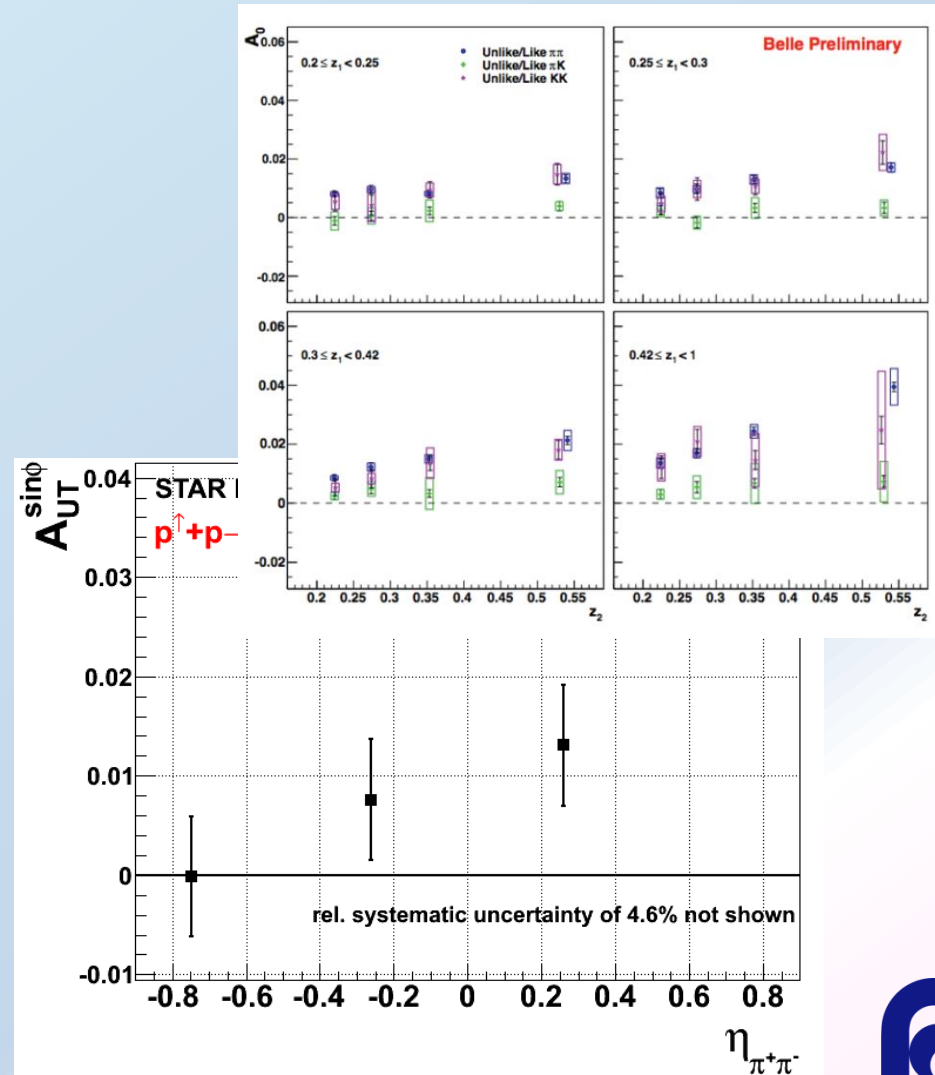 A₀
0.06
0.04
0.02
0
-0.02
0.2 ≤ z₁ < 0.25
Unlike/Like ππ
Unlike/Like πK
Unlike/Like KK
Belle Preliminary
0.25 ≤ z₁ < 0.3
0.06
0.04
0.02
0
-0.02
0.3 ≤ z₁ < 0.42
0.42 ≤ z₁ < 1
0.2 0.25 0.3 0.35 0.4 0.45 0.5 0.55
z₂
0.2 0.25 0.3 0.35 0.4 0.45 0.5 0.55
z₂
A_UT^sinϕ
0.04
0.03
0.02
0.01
0
-0.01
STAR
p↑+p
rel. systematic uncertainty of 4.6% not shown
-0.8 -0.6 -0.4 -0.2 0 0.2 0.4 0.6 0.8
η_π⁺π⁻